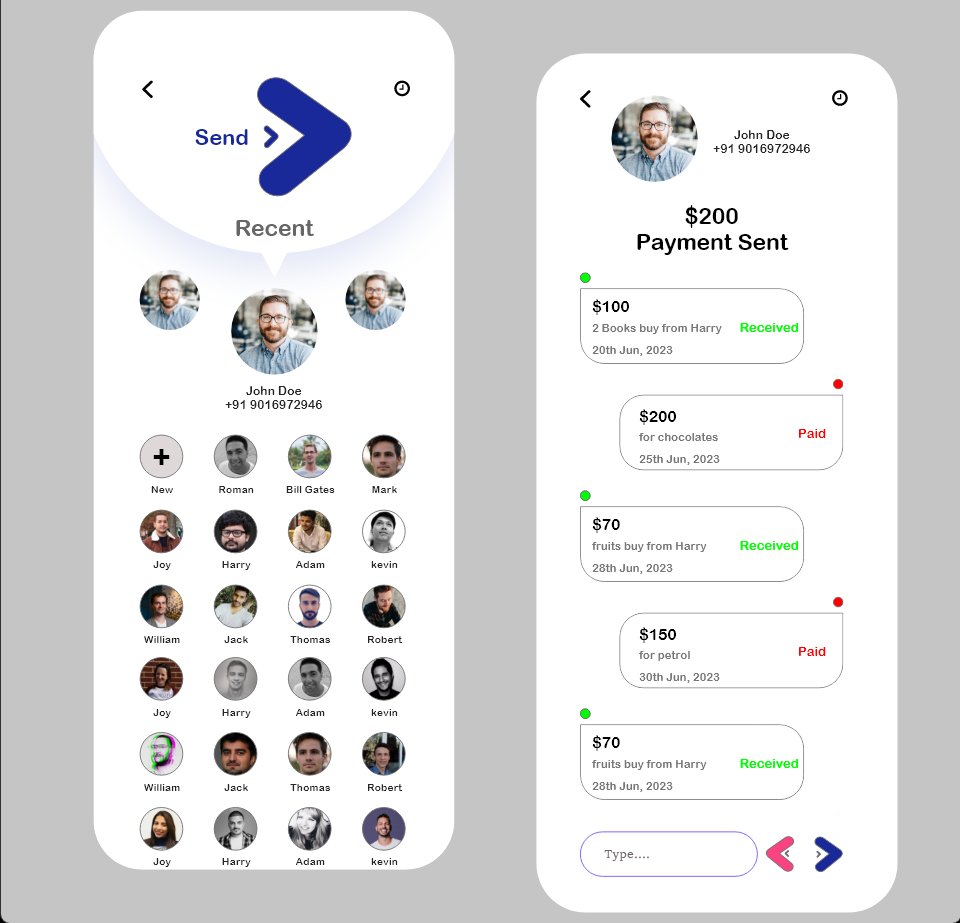 Send
Recent
John Doe
+91 9016972946
New Roman Bill Gates Mark
Joy Harry Adam kevin
William Jack Thomas Robert
Joy Harry Adam kevin
William Jack Thomas Robert
Joy Harry Adam kevin
John Doe
+91 9016972946
$200
Payment Sent
$100
2 Books buy from Harry Received
20th Jun, 2023
$200
for chocolates Paid
25th Jun, 2023
$70
fruits buy from Harry Received
28th Jun, 2023
$150
for petrol Paid
30th Jun, 2023
$70
fruits buy from Harry Received
28th Jun, 2023
Type....